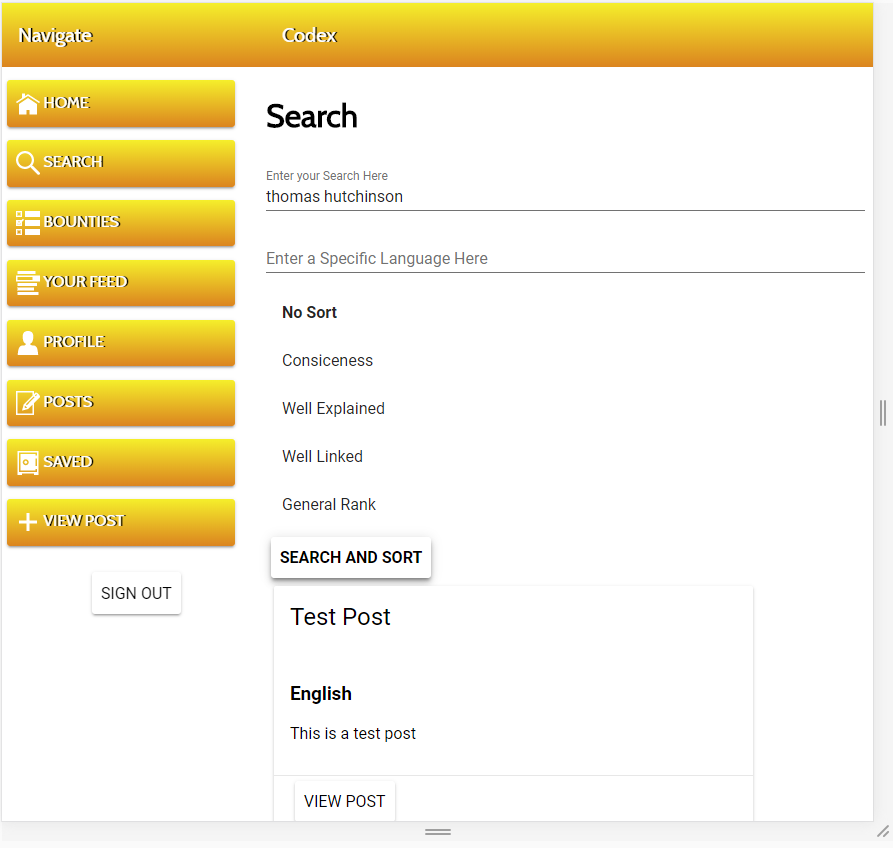 Navigate
Codex
HOME
SEARCH
BOUNTIES
YOUR FEED
PROFILE
POSTS
SAVED
VIEW POST
SIGN OUT
Search
Enter your Search Here
thomas hutchinson
Enter a Specific Language Here
No Sort
Consiceness
Well Explained
Well Linked
General Rank
SEARCH AND SORT
Test Post
English
This is a test post
VIEW POST